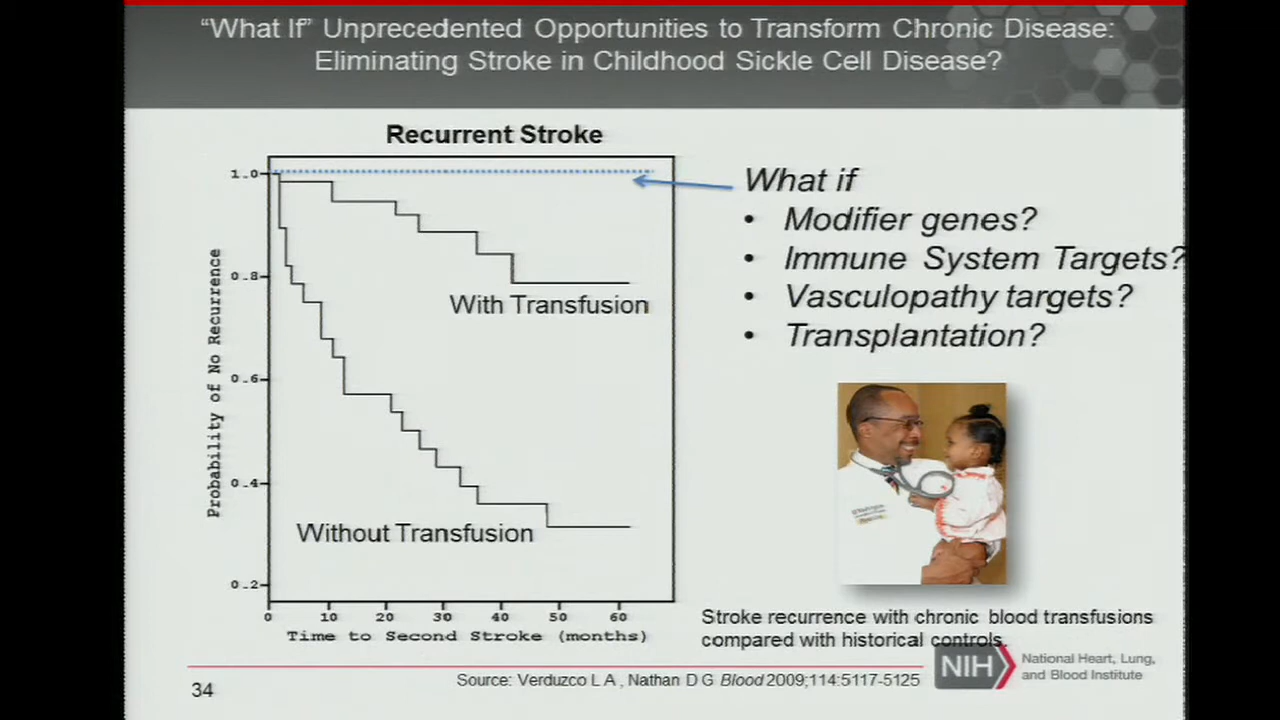 “What If” Unprecedented Opportunities to Transform Chronic Disease:
Eliminating Stroke in Childhood Sickle Cell Disease?
Recurrent Stroke
1.0
0.8
0.6
0.4
0.2
Probability of No Recurrence
With Transfusion
Without Transfusion
0 10 20 30 40 50 60
Time to Second Stroke (months)
What if
• Modifier genes?
• Immune System Targets?
• Vasculopathy targets?
• Transplantation?
Stroke recurrence with chronic blood transfusions
compared with historical controls.
34
Source: Verduzco L A , Nathan D G Blood 2009;114:5117-5125
NIH
National Heart, Lung,
and Blood Institute